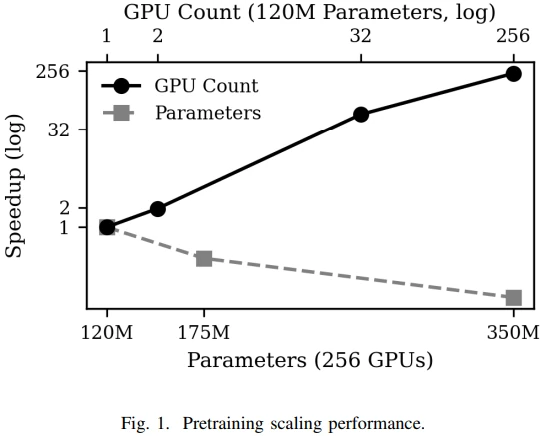 GPU Count (120M Parameters, log)
1 2 32 256
256
32
2
1
Speedup (log)
GPU Count
Parameters
120M 175M 350M
Parameters (256 GPUs)
Fig. 1. Pretraining scaling performance.